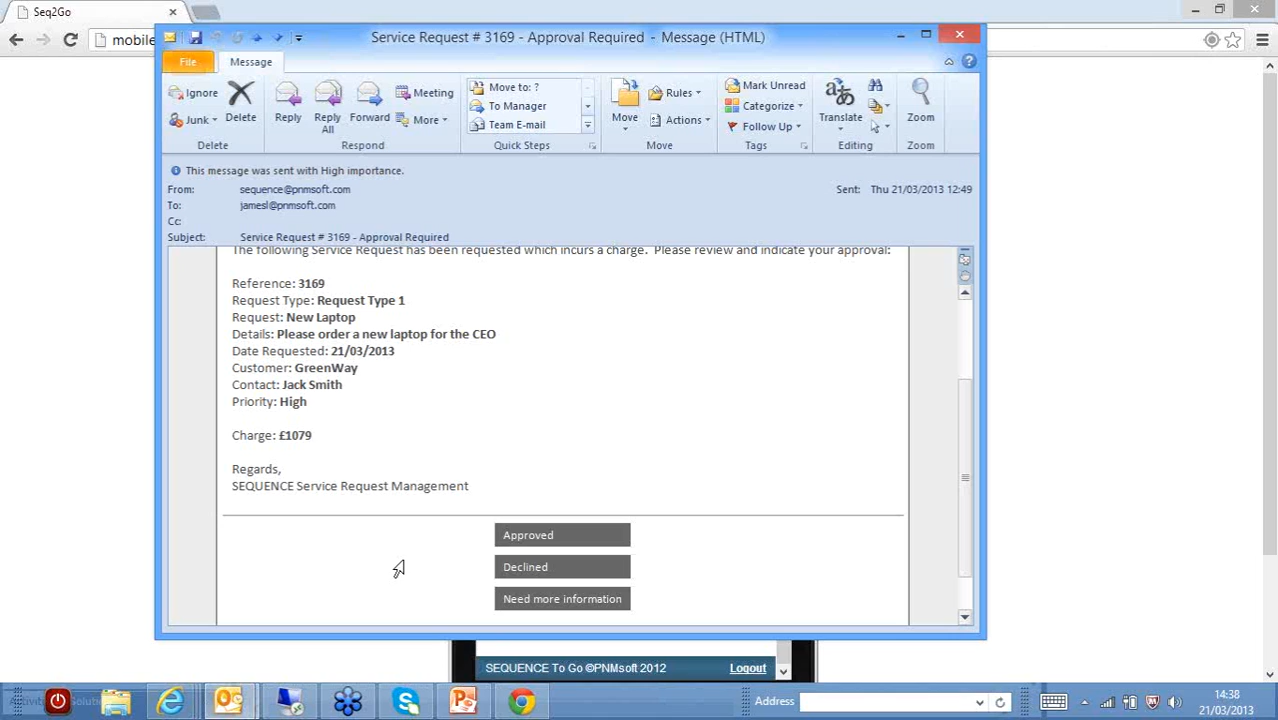 Seq2Go
mobile
Service Request # 3169 - Approval Required - Message (HTML)
File
Message
Ignore
Junk
Delete
Delete
Reply
Reply All
Forward
Meeting
More
Respond
Move to: ?
To Manager
Team E-mail
Quick Steps
Move
Rules
Actions
Move
Mark Unread
Categorize
Follow Up
Tags
Translate
Editing
Zoom
Zoom
This message was sent with High importance.
From: sequence@pnmsoft.com
Sent: Thu 21/03/2013 12:49
To: jamesl@pnmsoft.com
Cc:
Subject: Service Request # 3169 - Approval Required
The following Service Request has been requested which incurs a charge. Please review and indicate your approval:
Reference: 3169
Request Type: Request Type 1
Request: New Laptop
Details: Please order a new laptop for the CEO
Date Requested: 21/03/2013
Customer: GreenWay
Contact: Jack Smith
Priority: High
Charge: £1079
Regards,
SEQUENCE Service Request Management
Approved
Declined
Need more information
SEQUENCE To Go ©PNMsoft 2012 Logout
Address
14:38
21/03/2013